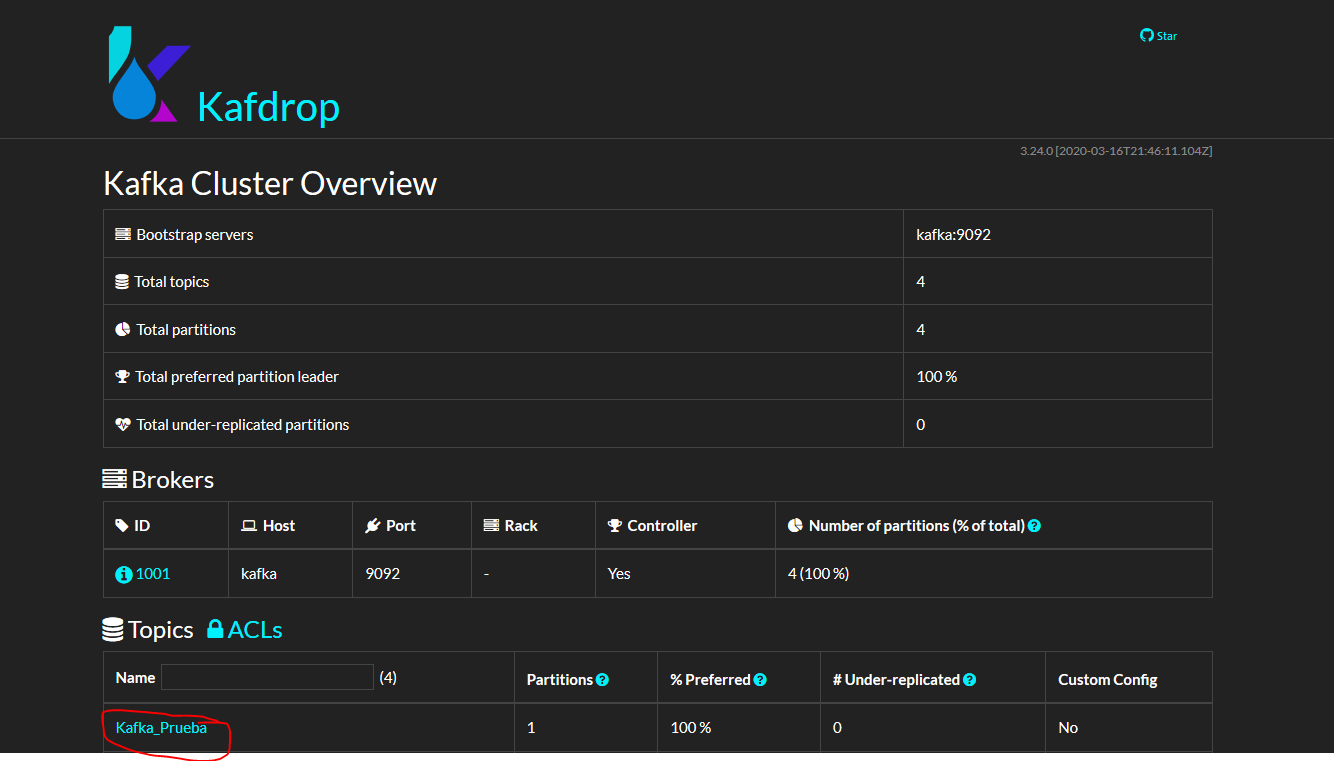 Star
Kafdrop
3.24.0 [2020-03-16T21:46:11.104Z]
Kafka Cluster Overview
Bootstrap servers kafka:9092
Total topics 4
Total partitions 4
Total preferred partition leader 100 %
Total under-replicated partitions 0
Brokers
ID Host Port Rack Controller Number of partitions (% of total)
1001 kafka 9092 - Yes 4 (100 %)
Topics ACLs
Name (4) Partitions % Preferred # Under-replicated Custom Config
Kafka_Prueba 1 100 % 0 No